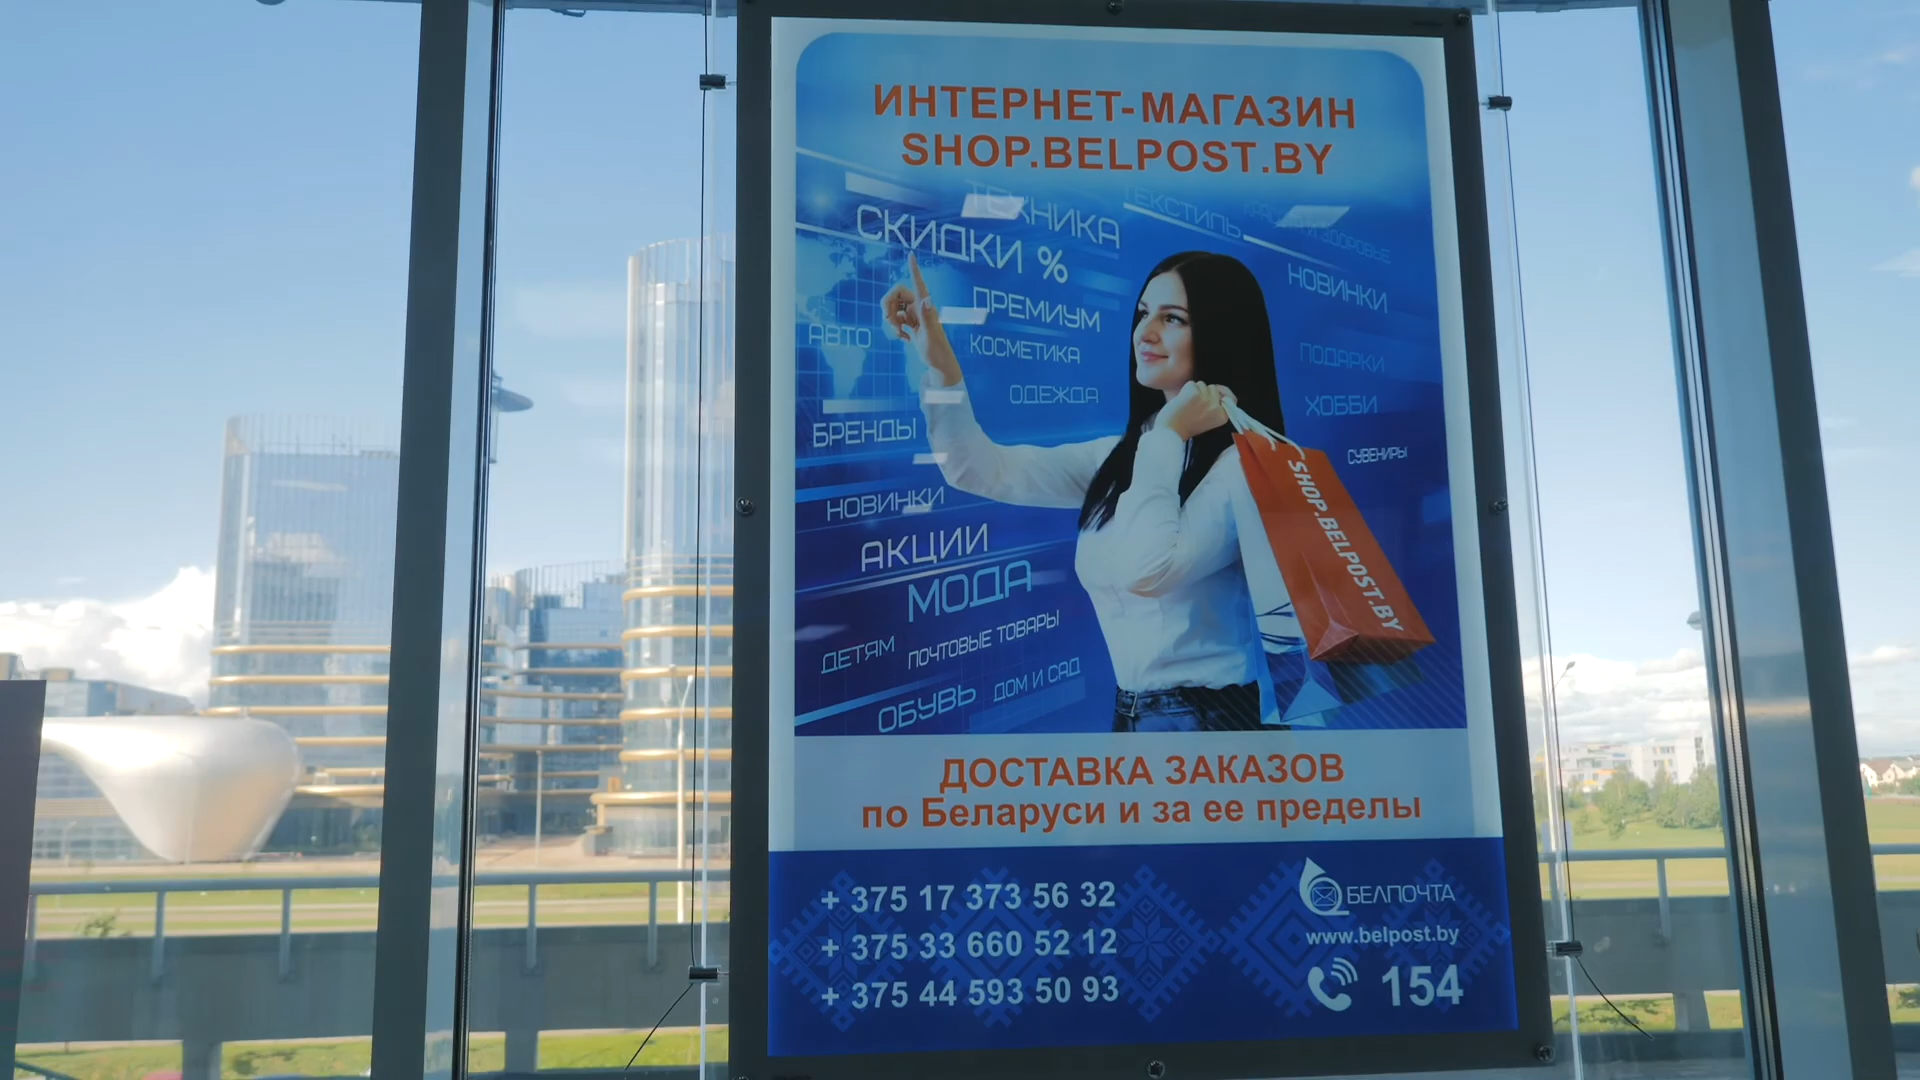 ИНТЕРНЕТ-МАГАЗИН
SHOP.BELPOST.BY
ТЕХНИКА
ТЕКСТИЛЬ
КРАСОТА И ЗДОРОВЬЕ
СКИДКИ %
НОВИНКИ
ПРЕМИУМ
АВТО
КОСМЕТИКА
ПОДАРКИ
ОДЕЖДА
ХОББИ
БРЕНДЫ
СУВЕНИРЫ
SHOP.BELPOST.BY
НОВИНКИ
АКЦИИ
МОДА
ДЕТЯМ
ПОЧТОВЫЕ ТОВАРЫ
ОБУВЬ
ДОМ И САД
ДОСТАВКА ЗАКАЗОВ
по Беларуси и за ее пределы
+ 375 17 373 56 32
+ 375 33 660 52 12
+ 375 44 593 50 93
БЕЛПОЧТА
www.belpost.by
154